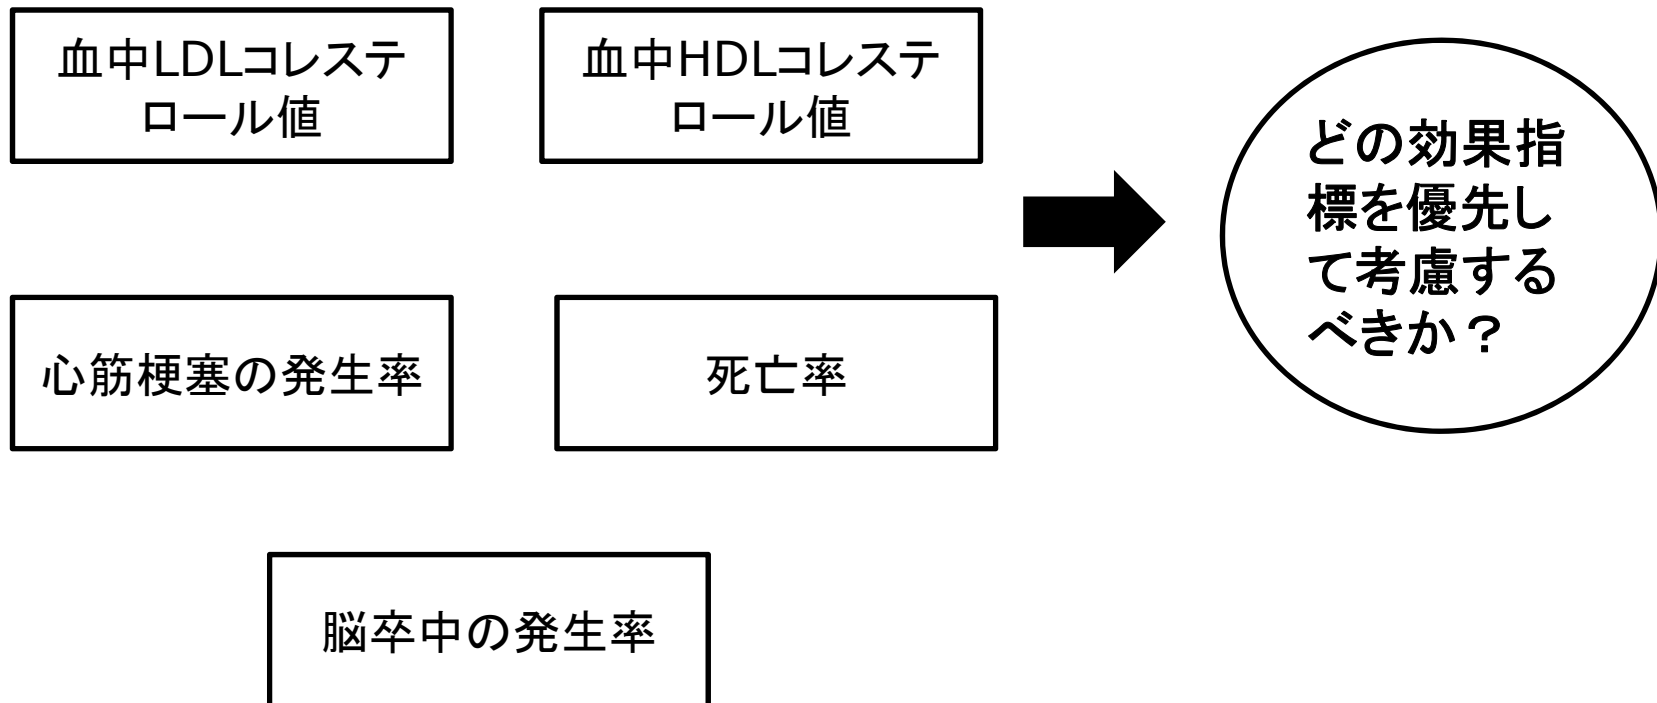 血中LDLコレステ
ロール値
血中HDLコレステ
ロール値
心筋梗塞の発生率
死亡率
脳卒中の発生率
どの効果指
標を優先し
て考慮する
べきか？